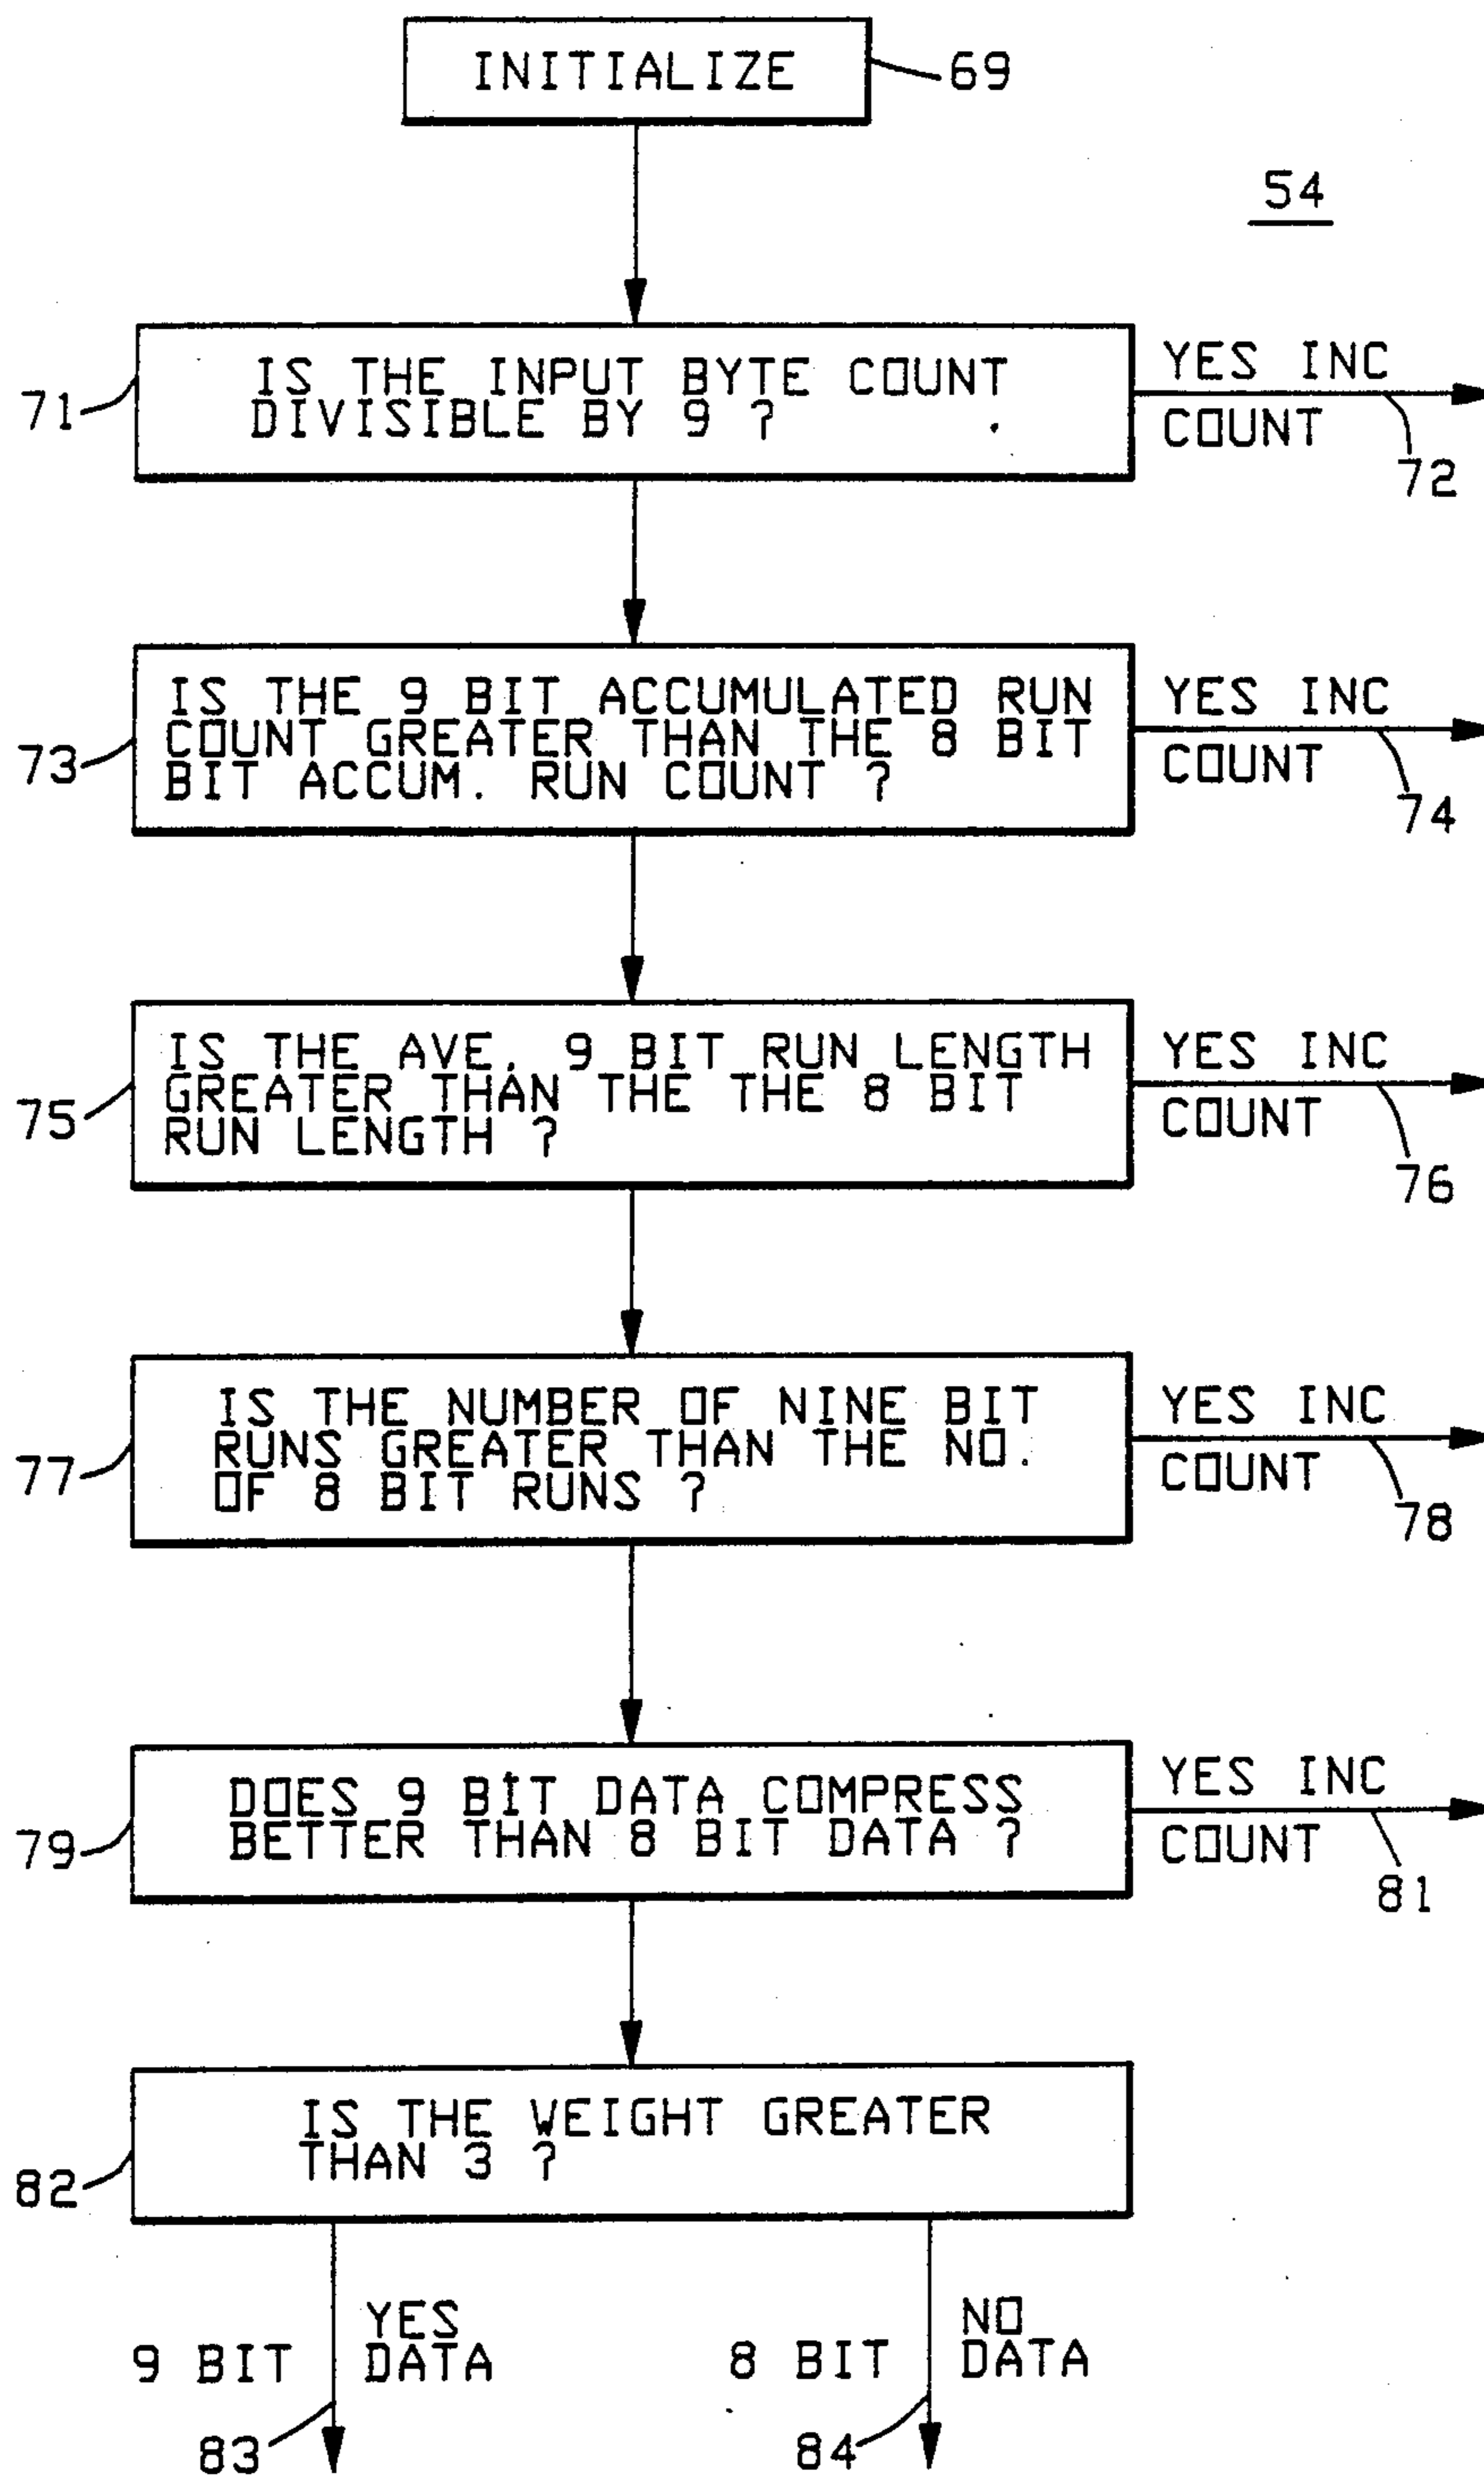 INITIALIZE
69
54
IS THE INPUT BYTE COUNT
DIVISIBLE BY 9 ?
71
YES INC
COUNT
72
IS THE 9 BIT ACCUMULATED RUN
COUNT GREATER THAN THE 8 BIT
BIT ACCUM. RUN COUNT ?
73
YES INC
COUNT
74
IS THE AVE. 9 BIT RUN LENGTH
GREATER THAN THE THE 8 BIT
RUN LENGTH ?
75
YES INC
COUNT
76
IS THE NUMBER OF NINE BIT
RUNS GREATER THAN THE NO.
OF 8 BIT RUNS ?
77
YES INC
COUNT
78
DOES 9 BIT DATA COMPRESS
BETTER THAN 8 BIT DATA ?
79
YES INC
COUNT
81
IS THE WEIGHT GREATER
THAN 3 ?
82
YES
9 BIT DATA
83
NO
8 BIT DATA
84